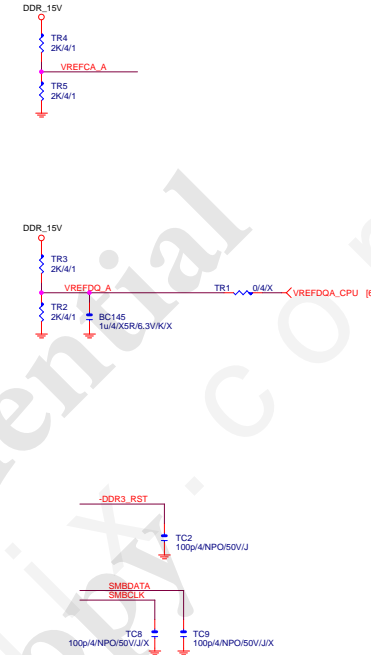 DDR_15V
TR4
2K/4/1
VREFCA_A
TR5
2K/4/1
DDR_15V
TR3
2K/4/1
VREFDQ_A
TR1 0/4/X
VREFDQA_CPU [6
TR2
2K/4/1
BC145
1u/4/X5R/6.3V/K/X
-DDR3_RST
TC2
100p/4/NPO/50V/J
SMBDATA
SMBCLK
TC8
100p/4/NPO/50V/J/X
TC9
100p/4/NPO/50V/J/X